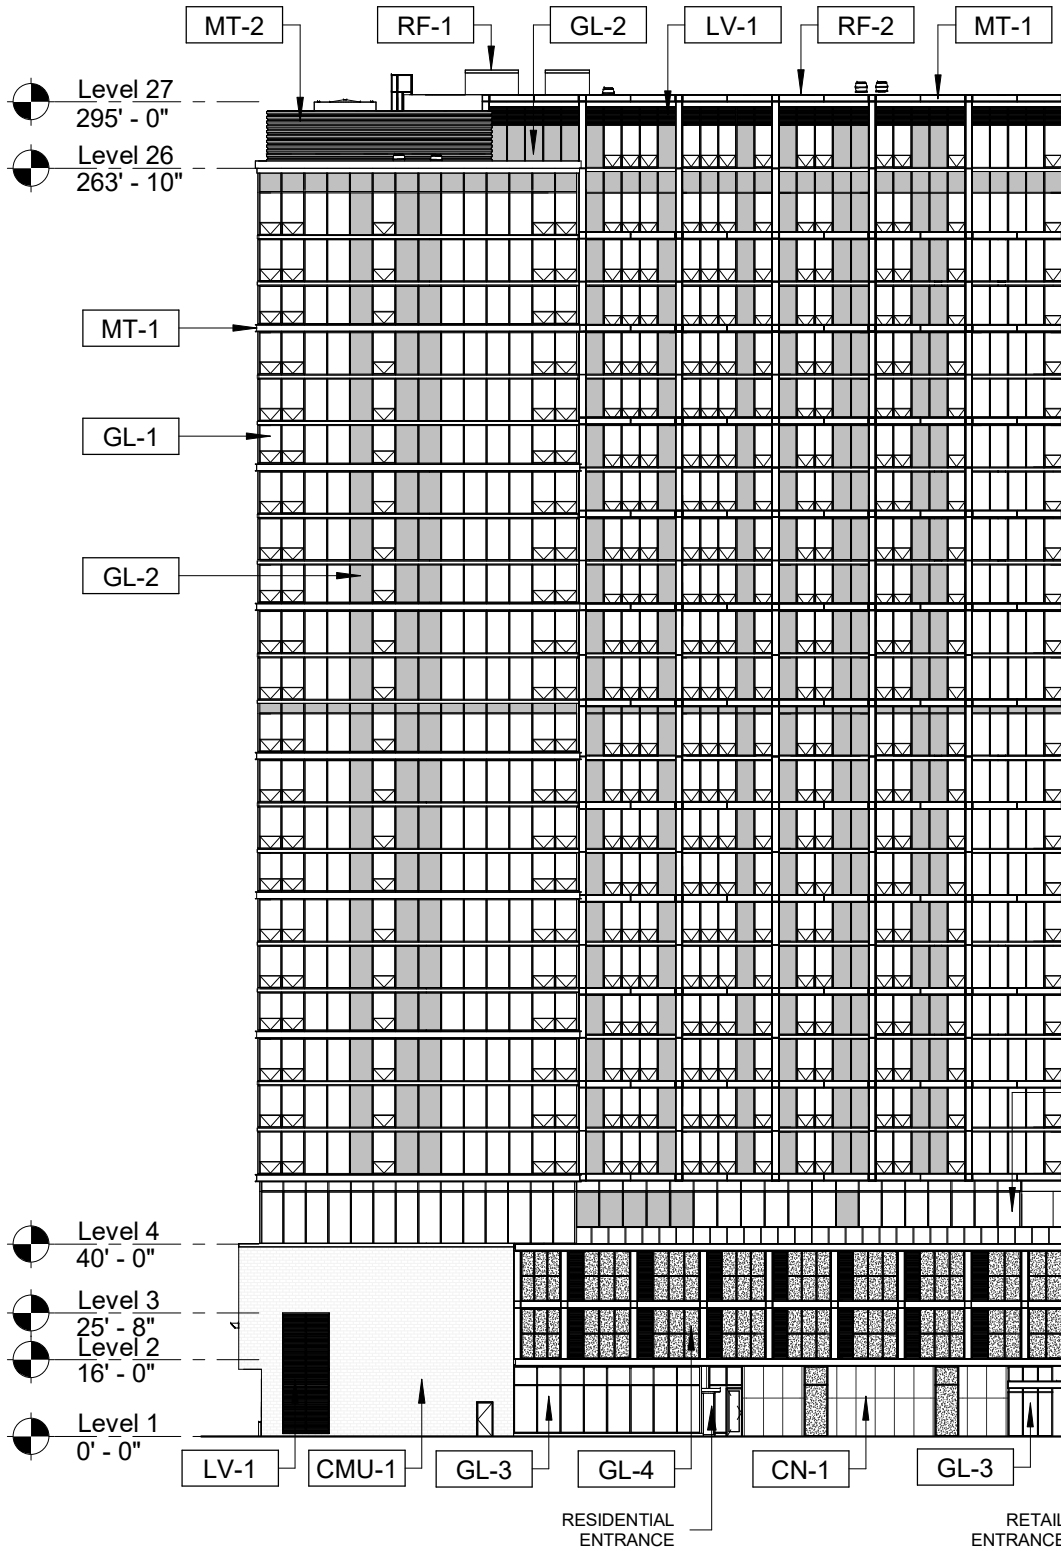 MT-2
RF-1
GL-2
LV-1
RF-2
MT-1
Level 27
295' - 0"
Level 26
263' - 10"
MT-1
GL-1
GL-2
Level 4
40' - 0"
Level 3
25' - 8"
Level 2
16' - 0"
Level 1
0' - 0"
LV-1
CMU-1
GL-3
GL-4
CN-1
GL-3
RESIDENTIAL
ENTRANCE
RETAIL
ENTRANCE